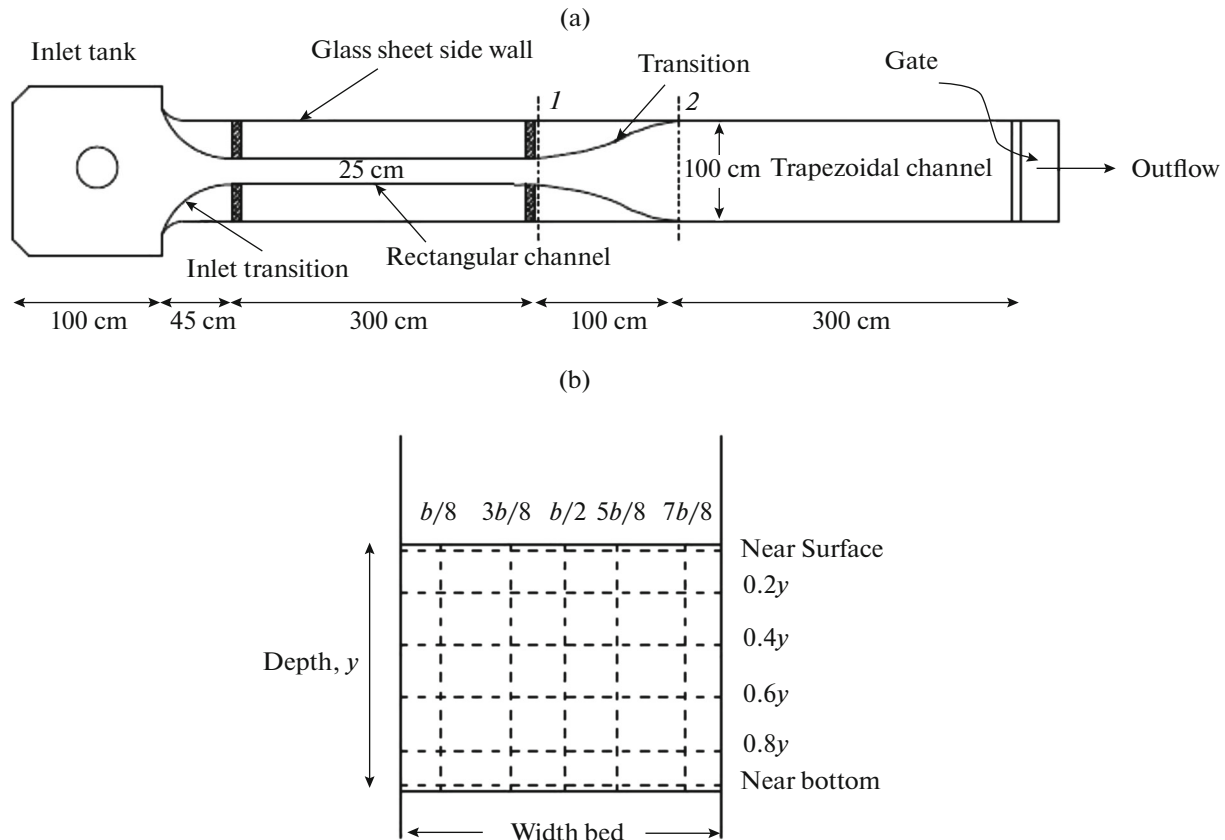 (a)
Inlet tank
Glass sheet side wall
Transition
Gate
1
2
25 cm
100 cm
Trapezoidal channel
Outflow
Inlet transition
Rectangular channel
100 cm
45 cm
300 cm
100 cm
300 cm
(b)
b/8
3b/8
b/2
5b/8
7b/8
Near Surface
0.2y
0.4y
Depth, y
0.6y
0.8y
Near bottom
Width bed